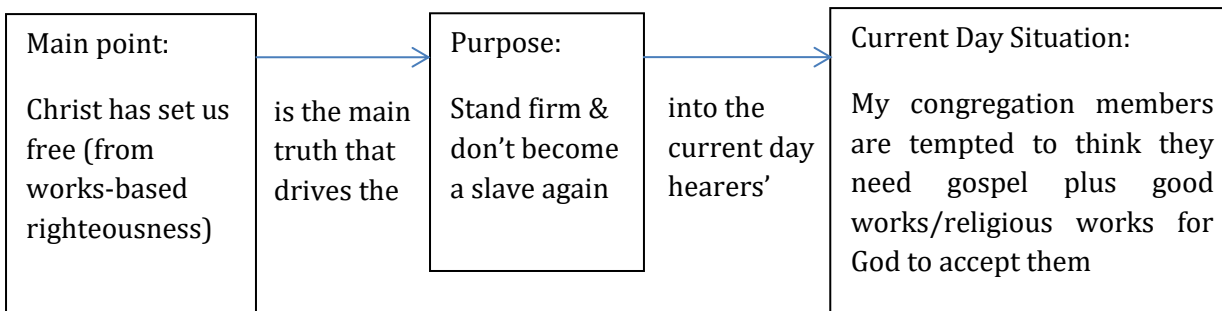 Main point:
Christ has set us
free (from
works-based
righteousness)
is the main
truth that
drives the
Purpose:
Stand firm &
don’t become
a slave again
into the
current day
hearers’
Current Day Situation:
My congregation members
are tempted to think they
need gospel plus good
works/religious works for
God to accept them